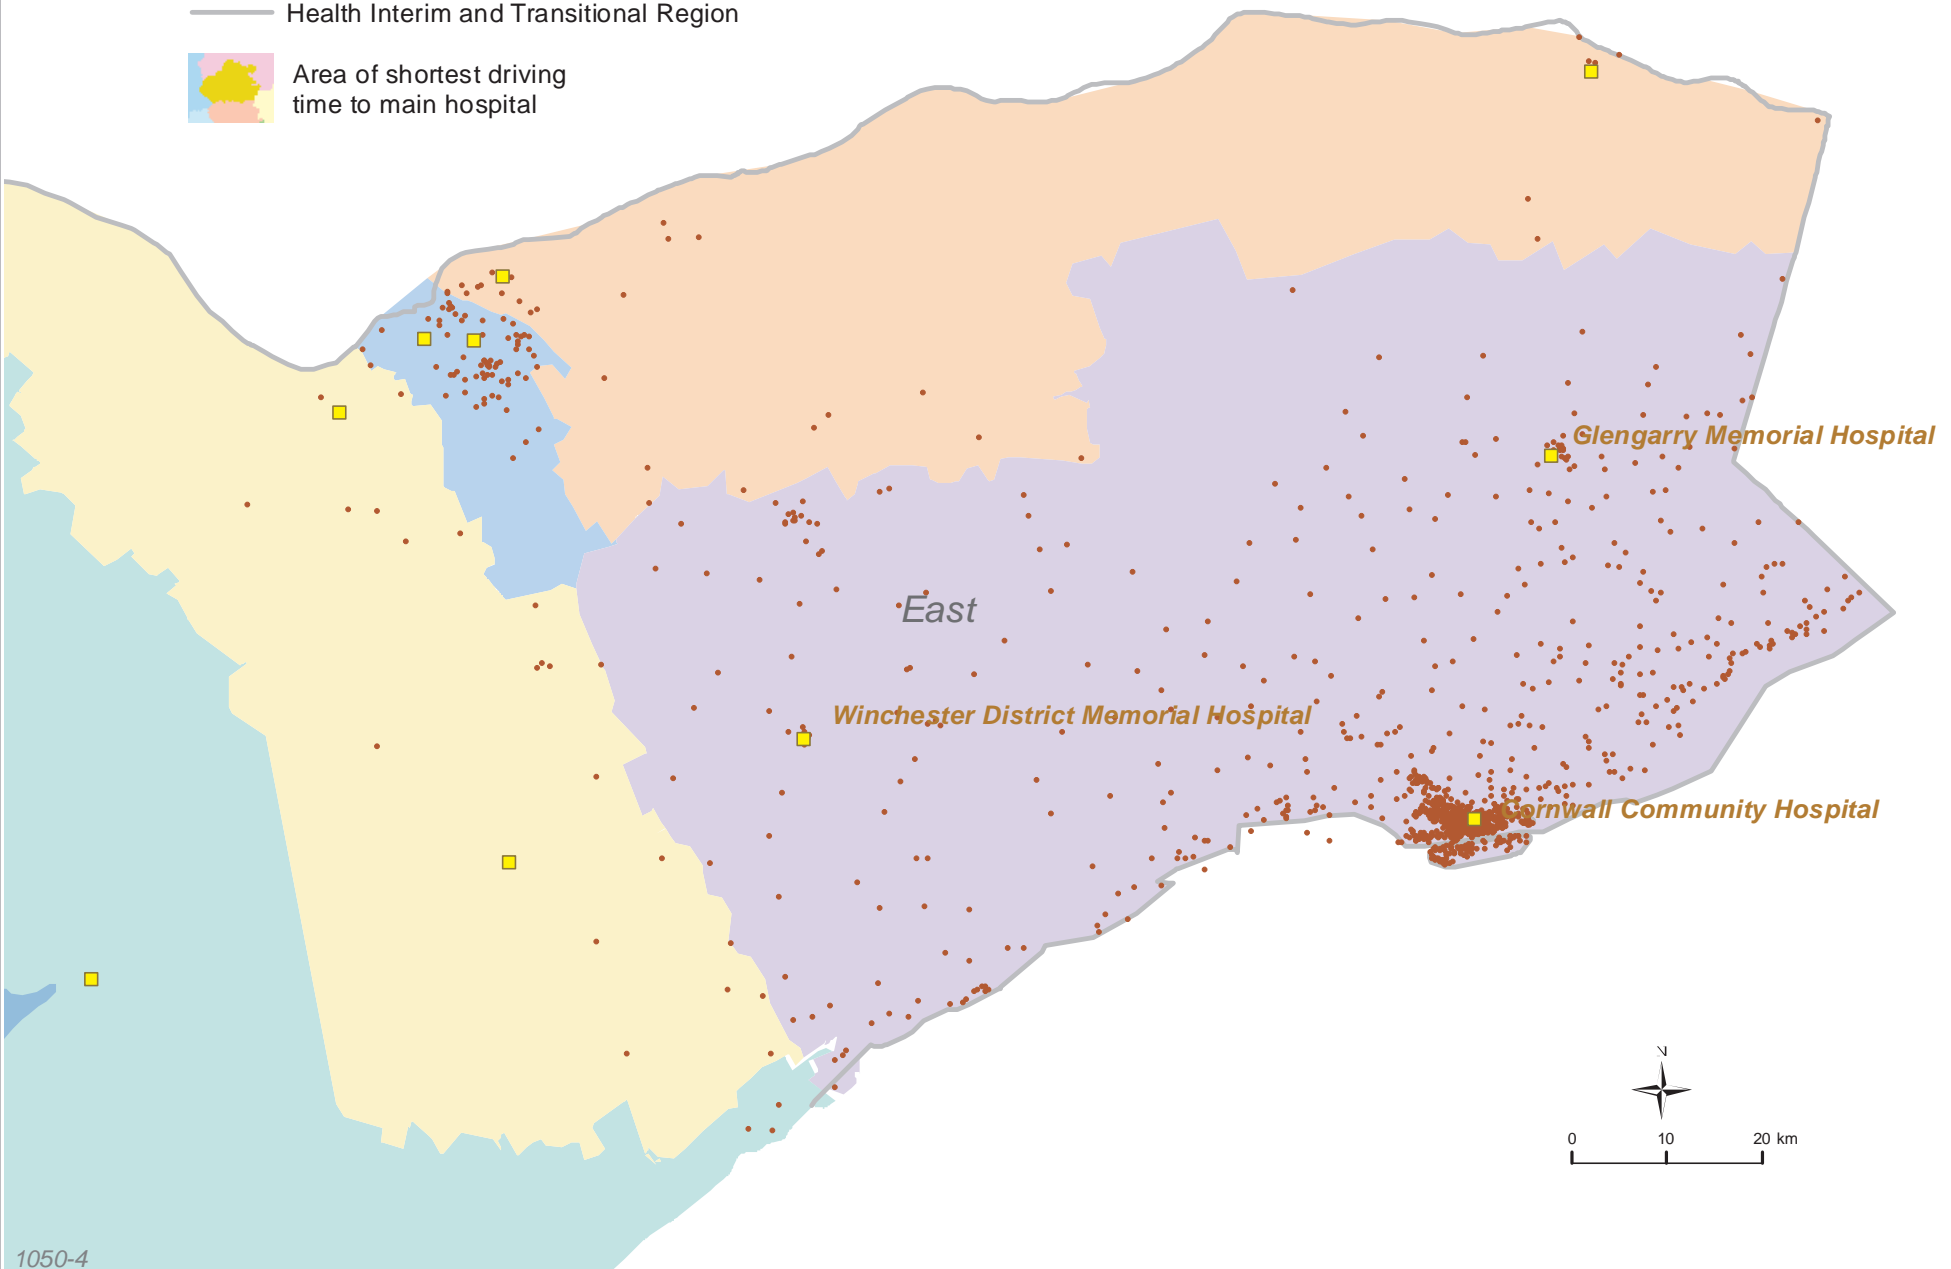 Health Interim and Transitional Region
Area of shortest driving
time to main hospital
Glengarry Memorial Hospital
East
Winchester District Memorial Hospital
Cornwall Community Hospital
N
0 10 20 km
1050-4